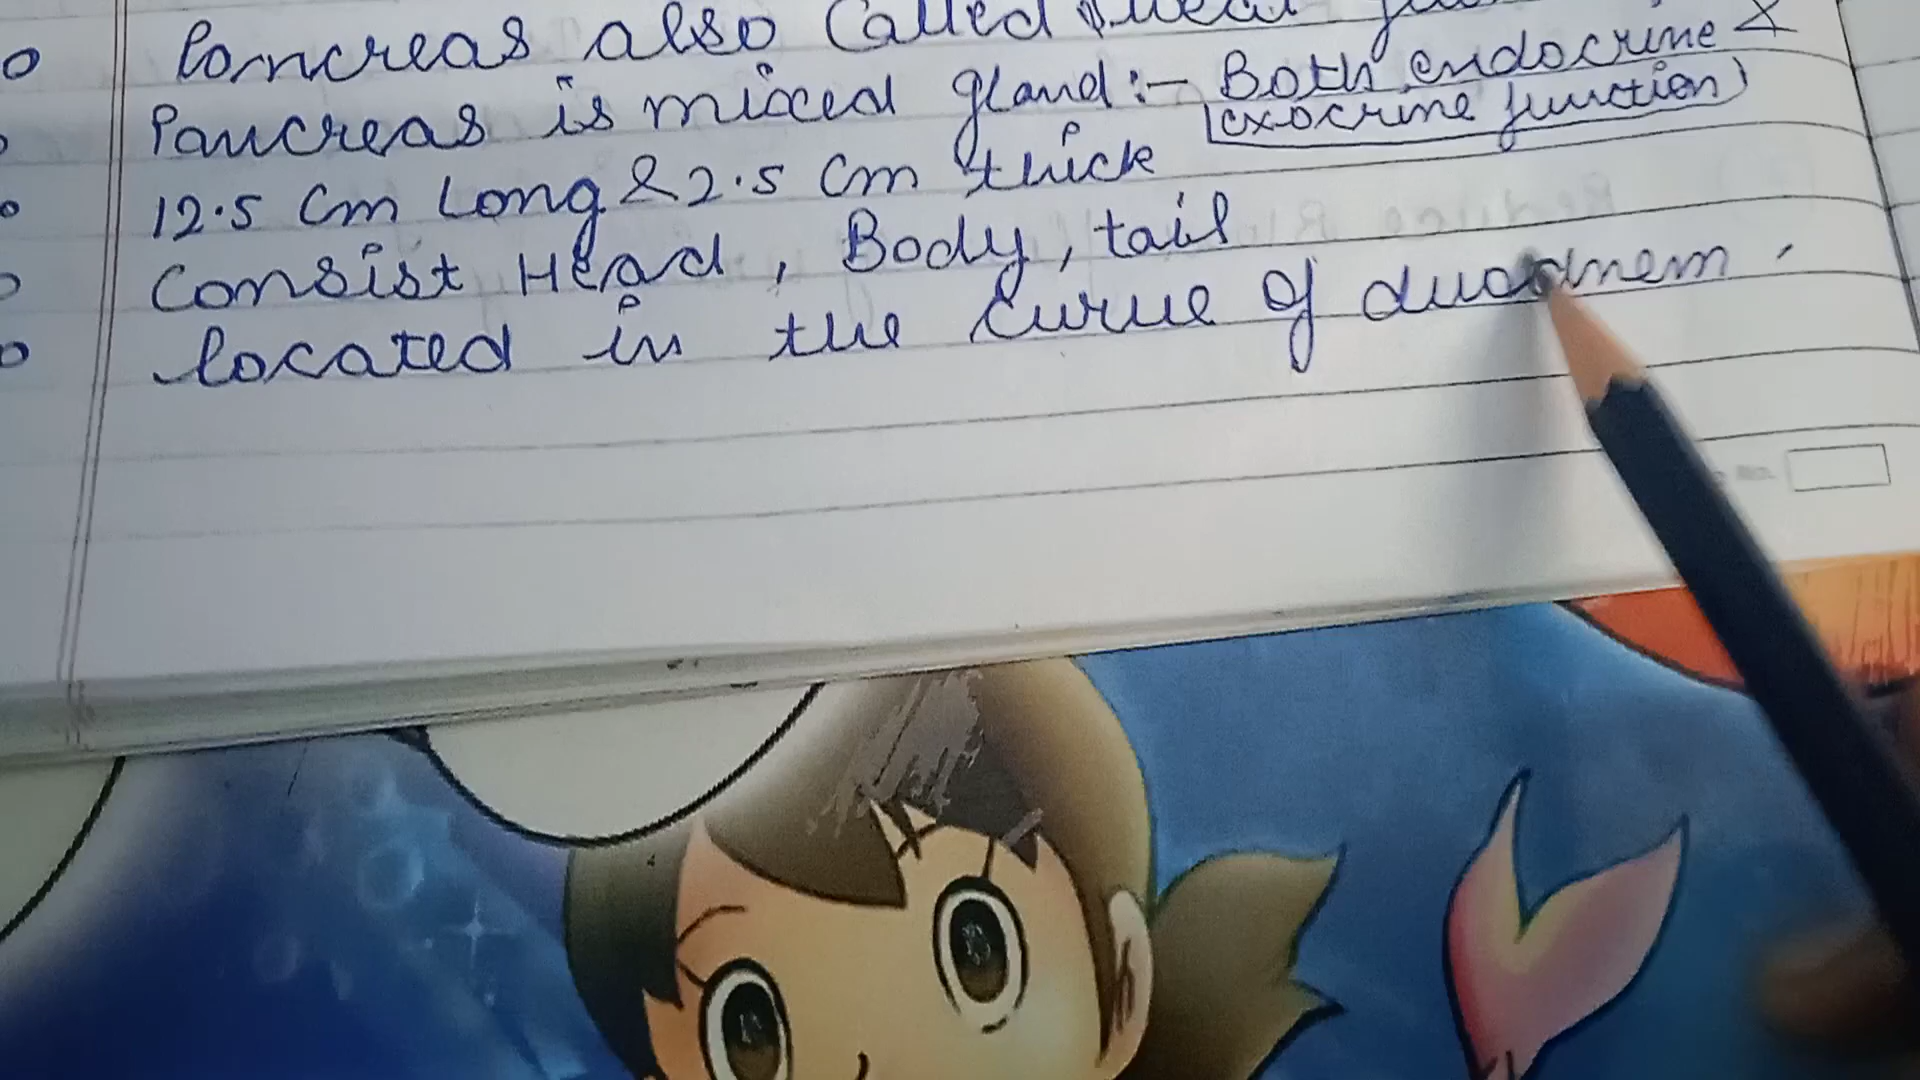 Pancreas also Called Sweat
Pancreas is mixed gland :- Both endocrine &
exocrine function
12.5 Cm Long & 2.5 Cm thick
Consist Head, Body, tail
located in the Curve of